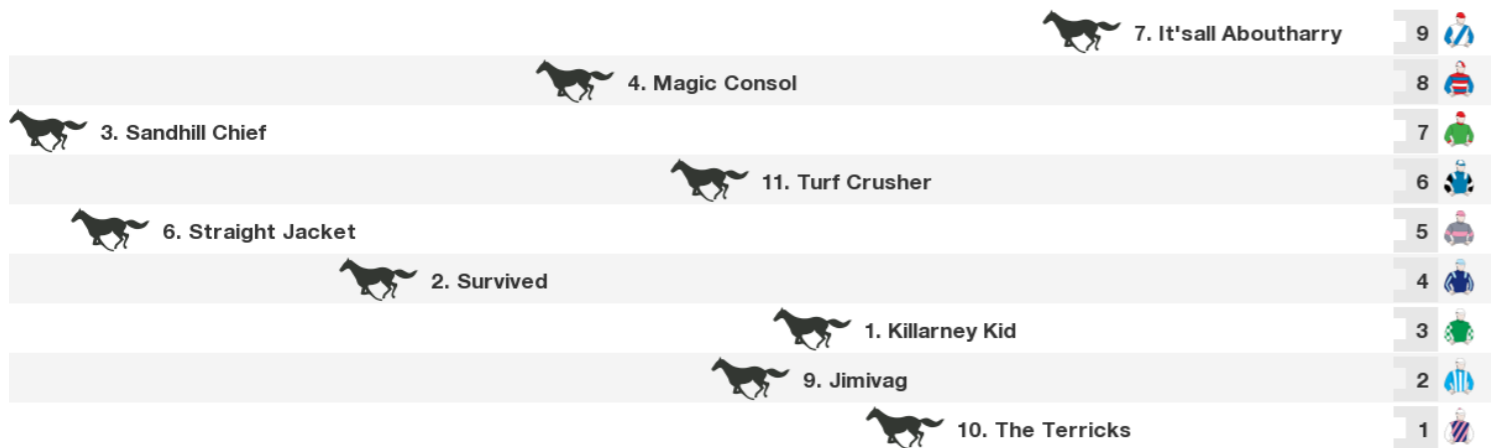 7. It'sall Aboutharry 9
4. Magic Consol 8
3. Sandhill Chief 7
11. Turf Crusher 6
6. Straight Jacket 5
2. Survived 4
1. Killarney Kid 3
9. Jimivag 2
10. The Terricks 1